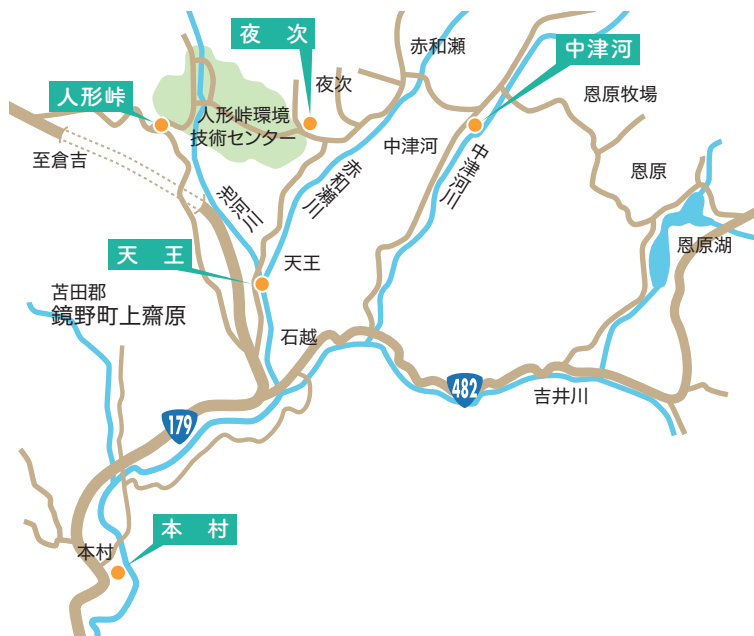 夜次
赤和瀬
中津河
人形峠
夜次
恩原牧場
人形峠環境
技術センター
中津河
至倉吉
赤和瀬川
中津河川
恩原
池河川
恩原湖
天王
天王
苫田郡
鏡野町上齋原
石越
482
吉井川
179
本村
本村